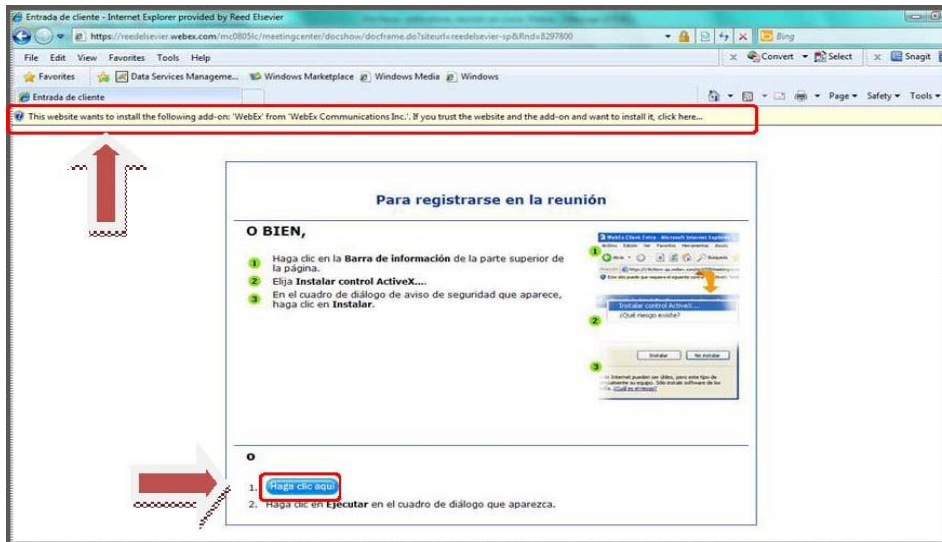 Entrada de cliente - Internet Explorer provided by Reed Elsevier
https://reedelsevier.webex.com/mc0805lc/meetingcenter/docshow/docframe.do?siteurl=reedelsevier-sp&Rnd=8297800
Bing
File Edit View Favorites Tools Help
x Convert Select x Snagit
Favorites Data Services Manageme... Windows Marketplace Windows Media Windows
Entrada de cliente
Page Safety Tools
This website wants to install the following add-on: 'WebEx' from 'WebEx Communications Inc.'. If you trust the website and the add-on and want to install it, click here...
Para registrarse en la reunión
O BIEN,
1 Haga clic en la Barra de información de la parte superior de
la página.
2 Elija Instalar control ActiveX....
3 En el cuadro de diálogo de aviso de seguridad que aparece,
haga clic en Instalar.
1
Instalar control ActiveX...
2 ¿Qué riesgo existe?
Instalar No instalar
3
O
1. Haga clic aquí
2. Haga clic en Ejecutar en el cuadro de diálogo que aparezca.